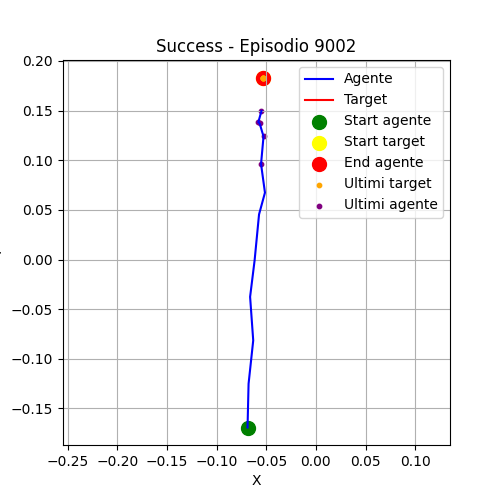 Success - Episodio 9002
0.20
0.15
0.10
0.05
0.00
−0.05
−0.10
−0.15
−0.25
−0.20
−0.15
−0.10
−0.05
0.00
0.05
0.10
X
Agente
Target
Start agente
Start target
End agente
Ultimi target
Ultimi agente